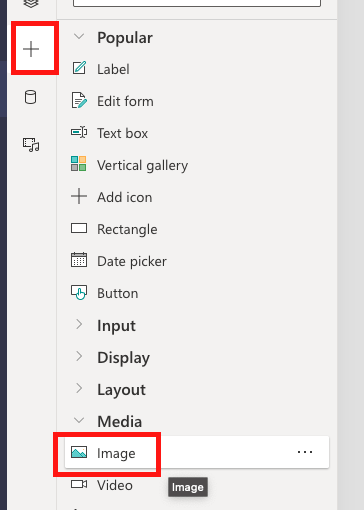 Popular
Label
Edit form
Text box
Vertical gallery
Add icon
Rectangle
Date picker
Button
Input
Display
Layout
Media
Image
Video
Image